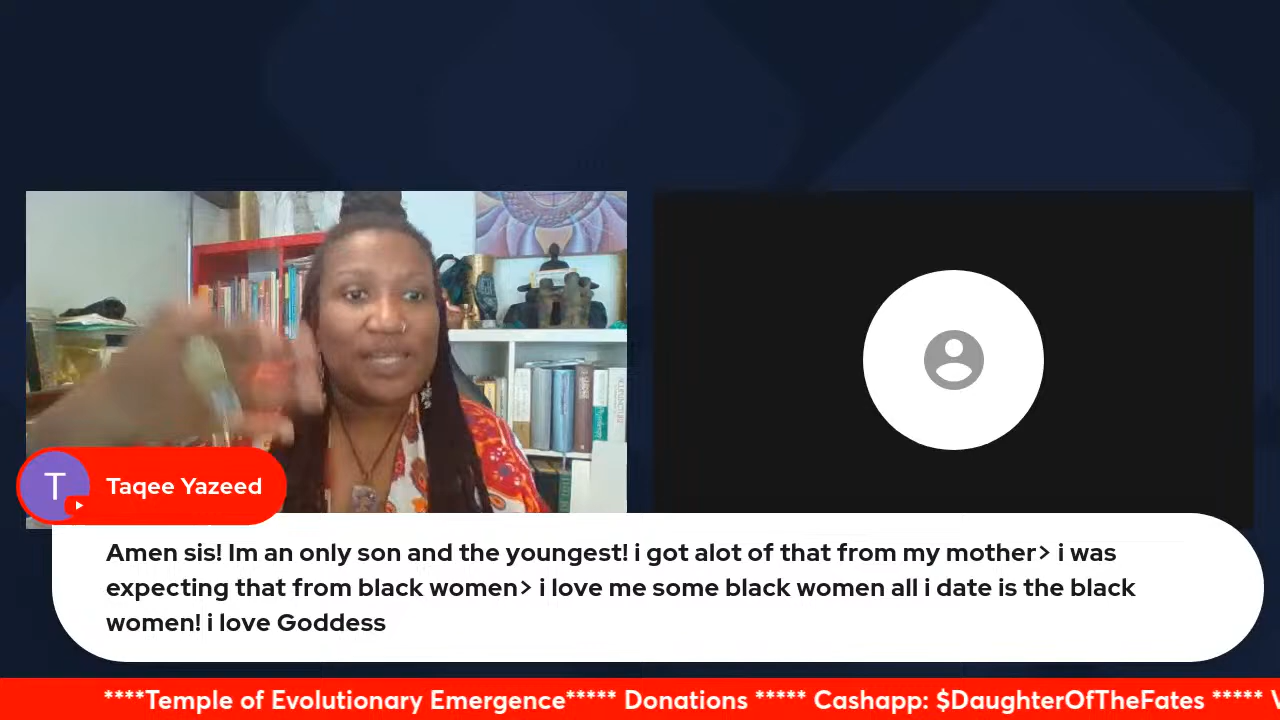 T
Taqee Yazeed
Amen sis! Im an only son and the youngest! i got alot of that from my mother> i was
expecting that from black women> i love me some black women all i date is the black
women! i love Goddess
****Temple of Evolutionary Emergence***** Donations ***** Cashapp: $DaughterOfTheFates *****